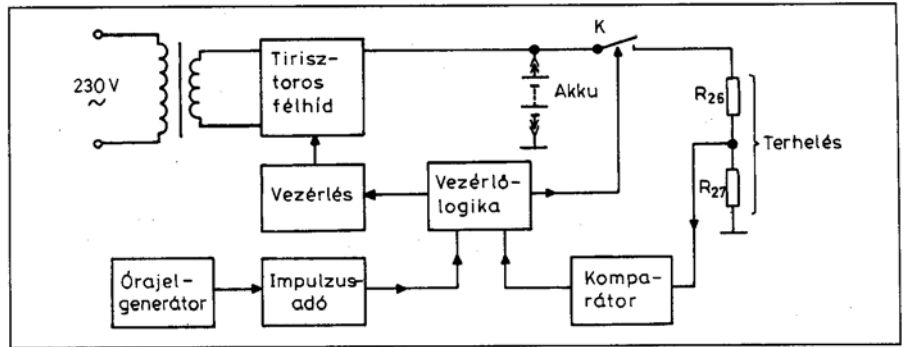 K
Tirisz-
toros
félhíd
230 V
~
Akku
R26
Terhelés
R27
Vezérlés
Vezérlő-
logika
Órajel-
generátor
Impulzus-
adó
Kompa-
rátor